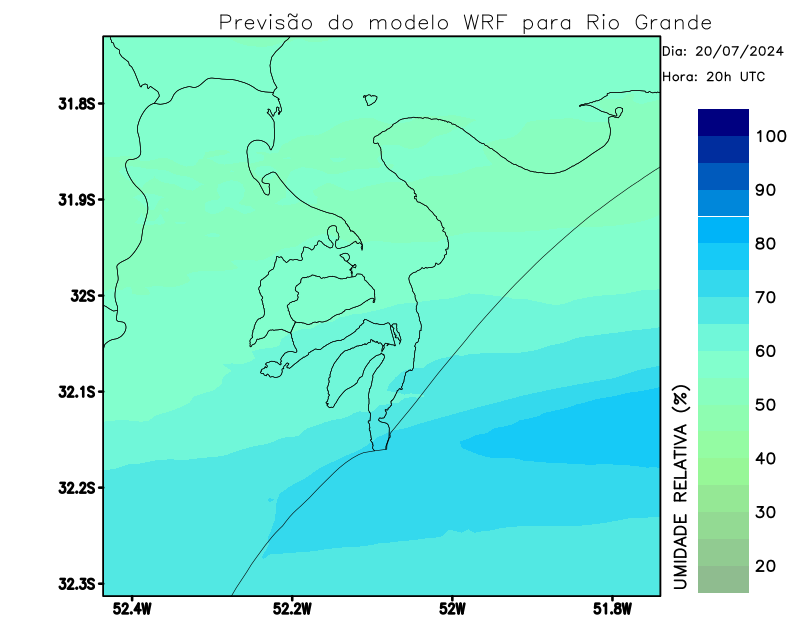 Previsão do modelo WRF para Rio Grande
Dia: 20/07/2024
Hora: 20h UTC
31.8S
31.9S
32S
32.1S
32.2S
32.3S
52.4W
52.2W
52W
51.8W
UMIDADE RELATIVA (%)
100
90
80
70
60
50
40
30
20